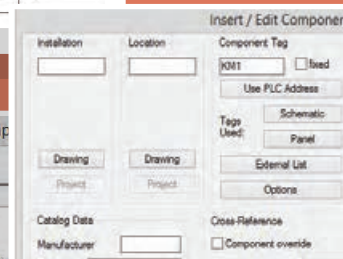 Insert / Edit Componen
Installation
Location
Component Tag
KM1
fixed
Use PLC Address
Tags
Used:
Schematic
Panel
External List
Options
Drawing
Drawing
Project
Project
Catalog Data
Manufacturer
Cross-Reference
Component override